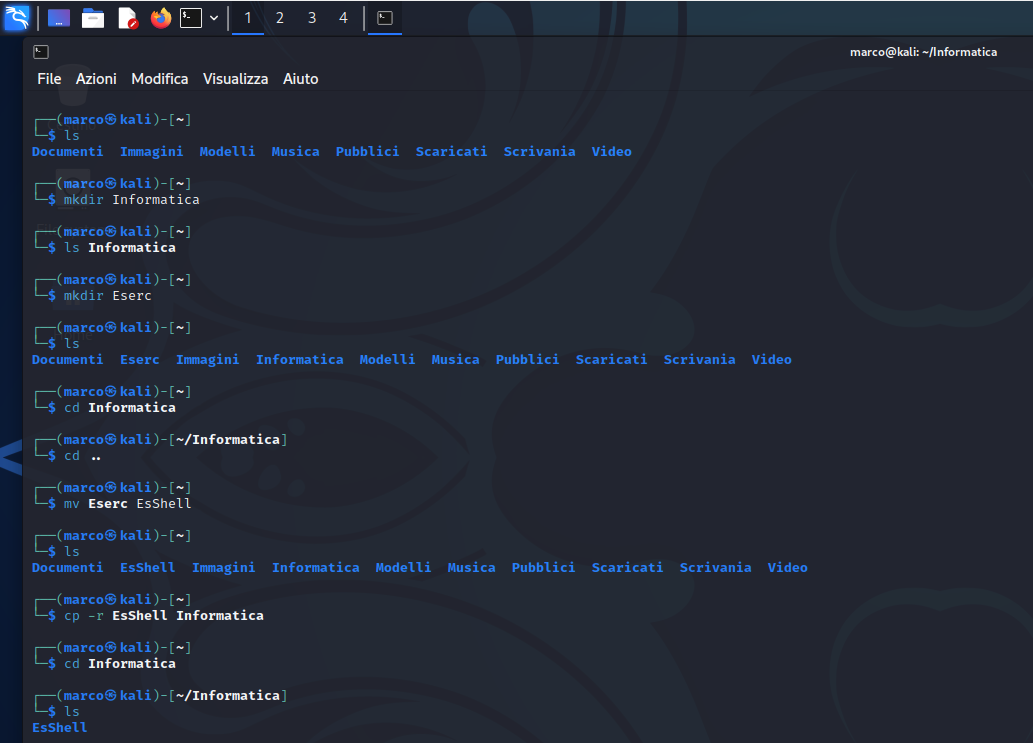 1 2 3 4
marco@kali: ~/Informatica
File Azioni Modifica Visualizza Aiuto
┌──(marco㉿kali)-[~]
└─$ ls
Documenti Immagini Modelli Musica Pubblici Scaricati Scrivania Video
┌──(marco㉿kali)-[~]
└─$ mkdir Informatica
┌──(marco㉿kali)-[~]
└─$ ls Informatica
┌──(marco㉿kali)-[~]
└─$ mkdir Eserc
┌──(marco㉿kali)-[~]
└─$ ls
Documenti Eserc Immagini Informatica Modelli Musica Pubblici Scaricati Scrivania Video
┌──(marco㉿kali)-[~]
└─$ cd Informatica
┌──(marco㉿kali)-[~/Informatica]
└─$ cd ..
┌──(marco㉿kali)-[~]
└─$ mv Eserc EsShell
┌──(marco㉿kali)-[~]
└─$ ls
Documenti EsShell Immagini Informatica Modelli Musica Pubblici Scaricati Scrivania Video
┌──(marco㉿kali)-[~]
└─$ cp -r EsShell Informatica
┌──(marco㉿kali)-[~]
└─$ cd Informatica
┌──(marco㉿kali)-[~/Informatica]
└─$ ls
EsShell